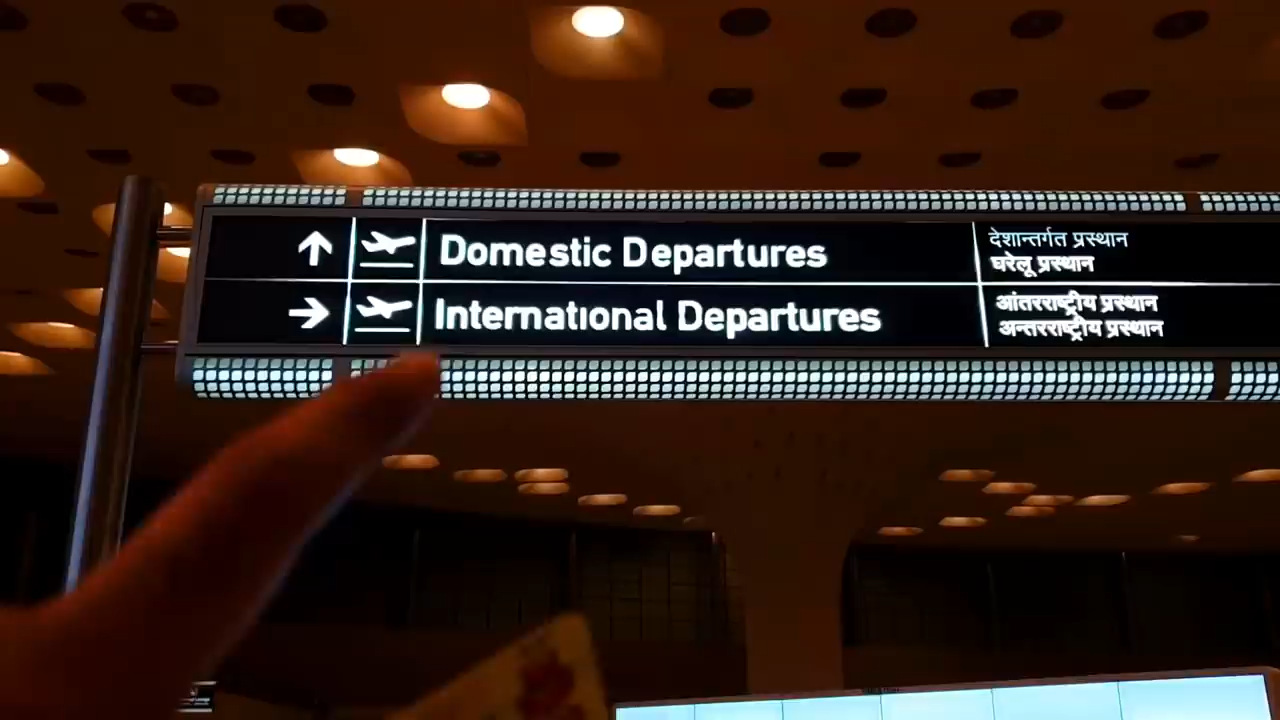 Domestic Departures
देशान्तर्गत प्रस्थान
घरेलू प्रस्थान
International Departures
आंतरराष्ट्रीय प्रस्थान
अन्तरराष्ट्रीय प्रस्थान